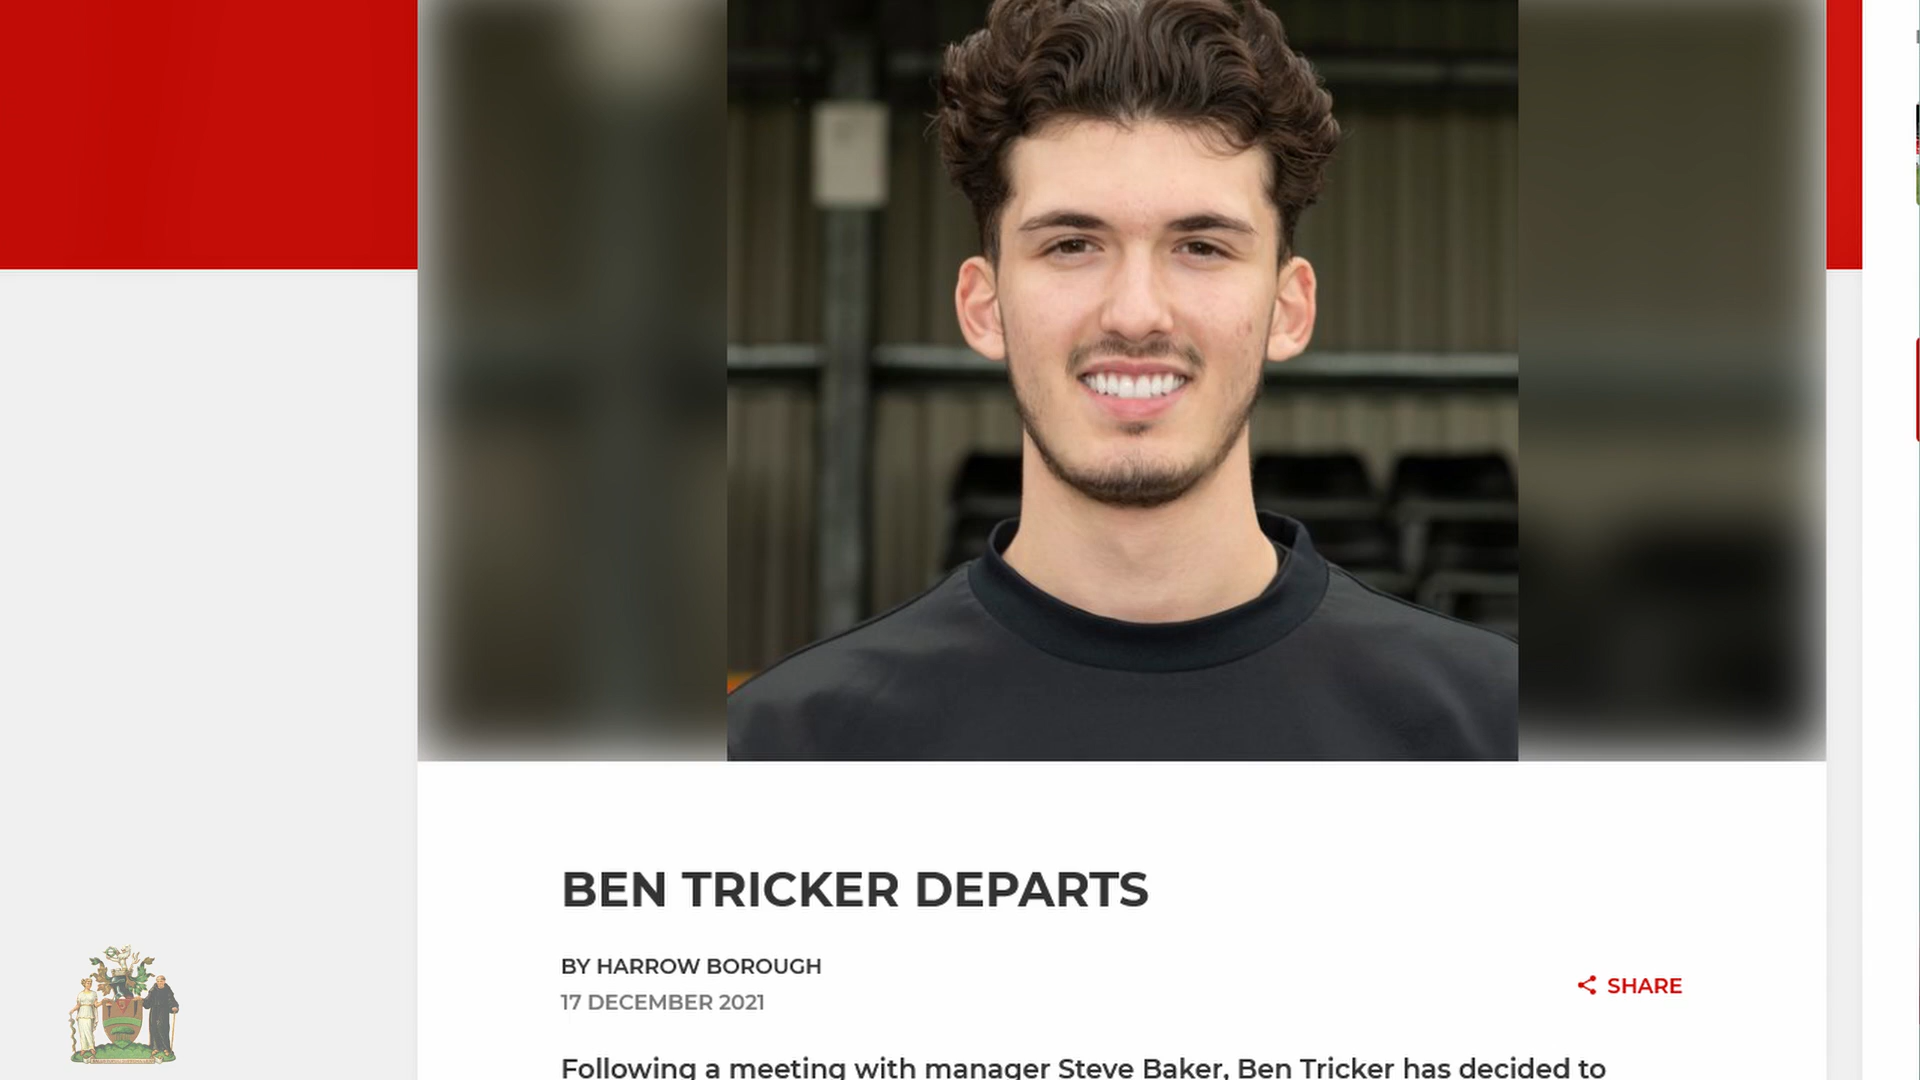 BEN TRICKER DEPARTS
BY HARROW BOROUGH
SHARE
17 DECEMBER 2021
Following a meeting with manager Steve Baker, Ben Tricker has decided to